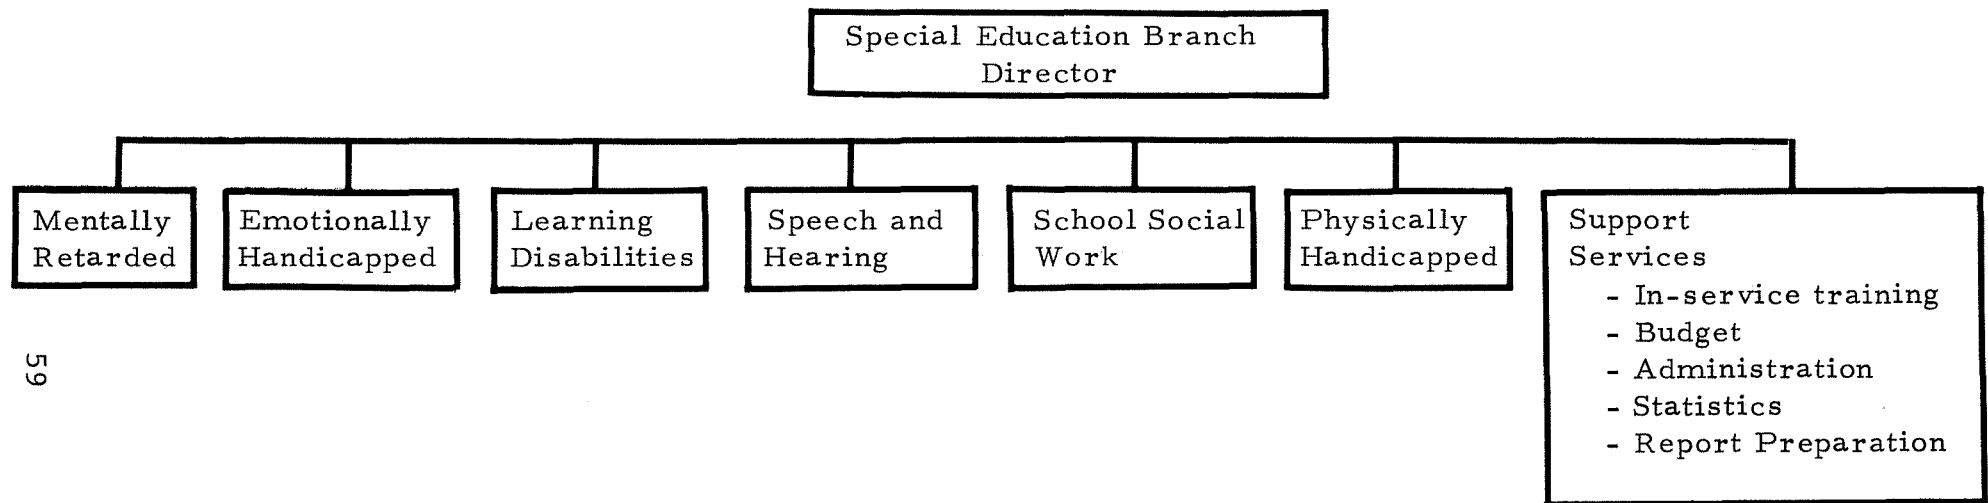 Special Education Branch
Director
Mentally
Retarded
Emotionally
Handicapped
Learning
Disabilities
Speech and
Hearing
School Social
Work
Physically
Handicapped
Support
Services
- In-service training
- Budget
- Administration
- Statistics
- Report Preparation
59